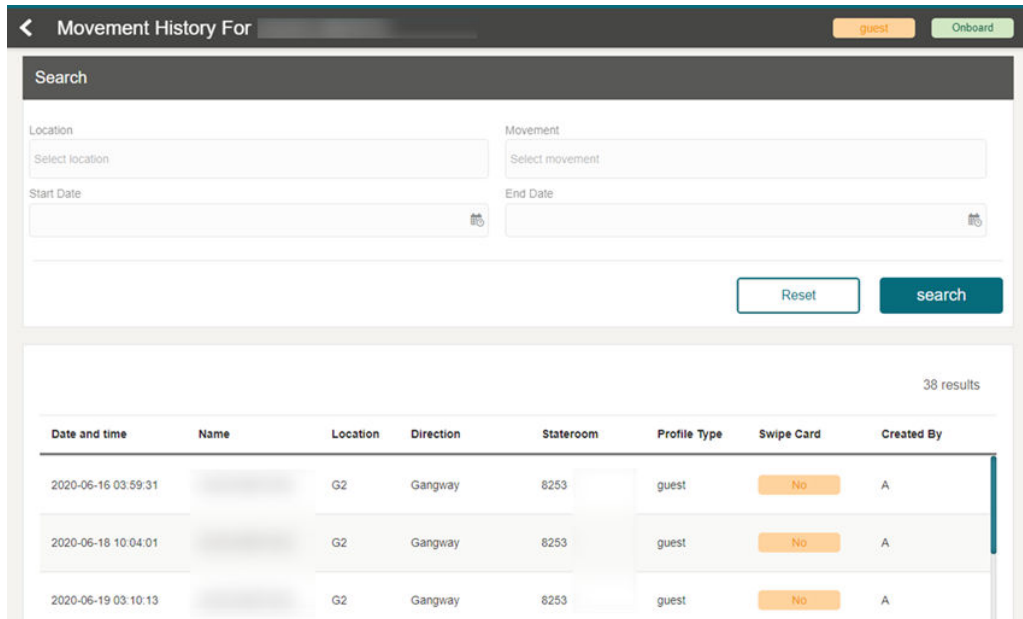 Movement History For
guest
Onboard
Search
Location
Movement
Select location
Select movement
Start Date
End Date
Reset
search
38 results
Date and time Name Location Direction Stateroom Profile Type Swipe Card Created By
2020-06-16 03:59:31 G2 Gangway 8253 guest No A
2020-06-18 10:04:01 G2 Gangway 8253 guest No A
2020-06-19 03:10:13 G2 Gangway 8253 guest No A